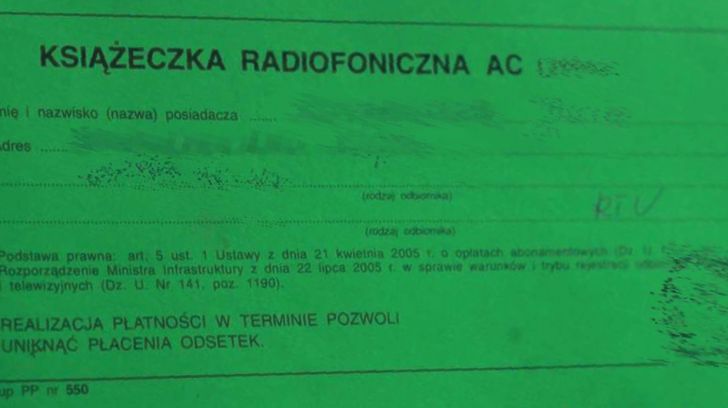 KSIĄŻECZKA RADIOFONICZNA AC
nię i nazwisko (nazwa) posiadacza ......
Adres ......
(rodzaj odbiornika)
RTV
(rodzaj odbiornika)
Podstawa prawna: art. 5 ust. 1 Ustawy z dnia 21 kwietnia 2005 r. o opłatach abonamentowych (Dz. U.
Rozporządzenie Ministra Infrastruktury z dnia 22 lipca 2005 r. w sprawie warunków i trybu rejestracji
i telewizyjnych (Dz. U. Nr 141, poz. 1190).
REALIZACJA PŁATNOŚCI W TERMINIE POZWOLI
UNIKNĄĆ PŁACENIA ODSETEK.
up PP nr 550